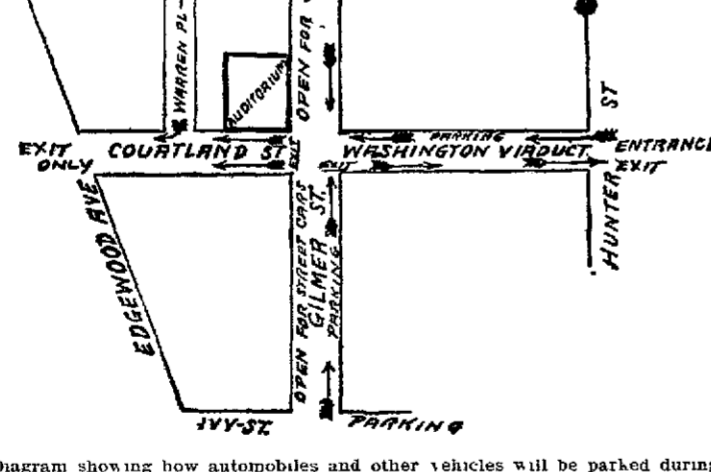 WARREN PL-
OPEN FOR
AUDITORIUM
ST
EXIT ONLY
COURTLAND ST
EXIT
PARKING
WASHINGTON VIADUCT
ENTRANCE
EXIT
EXIT
HUNTER
EDGEWOOD AVE
OPEN FOR STREET CARS
GILMER ST.
PARKING
IVY-ST.
PARKING
Diagram showing how automobiles and other vehicles will be parked during